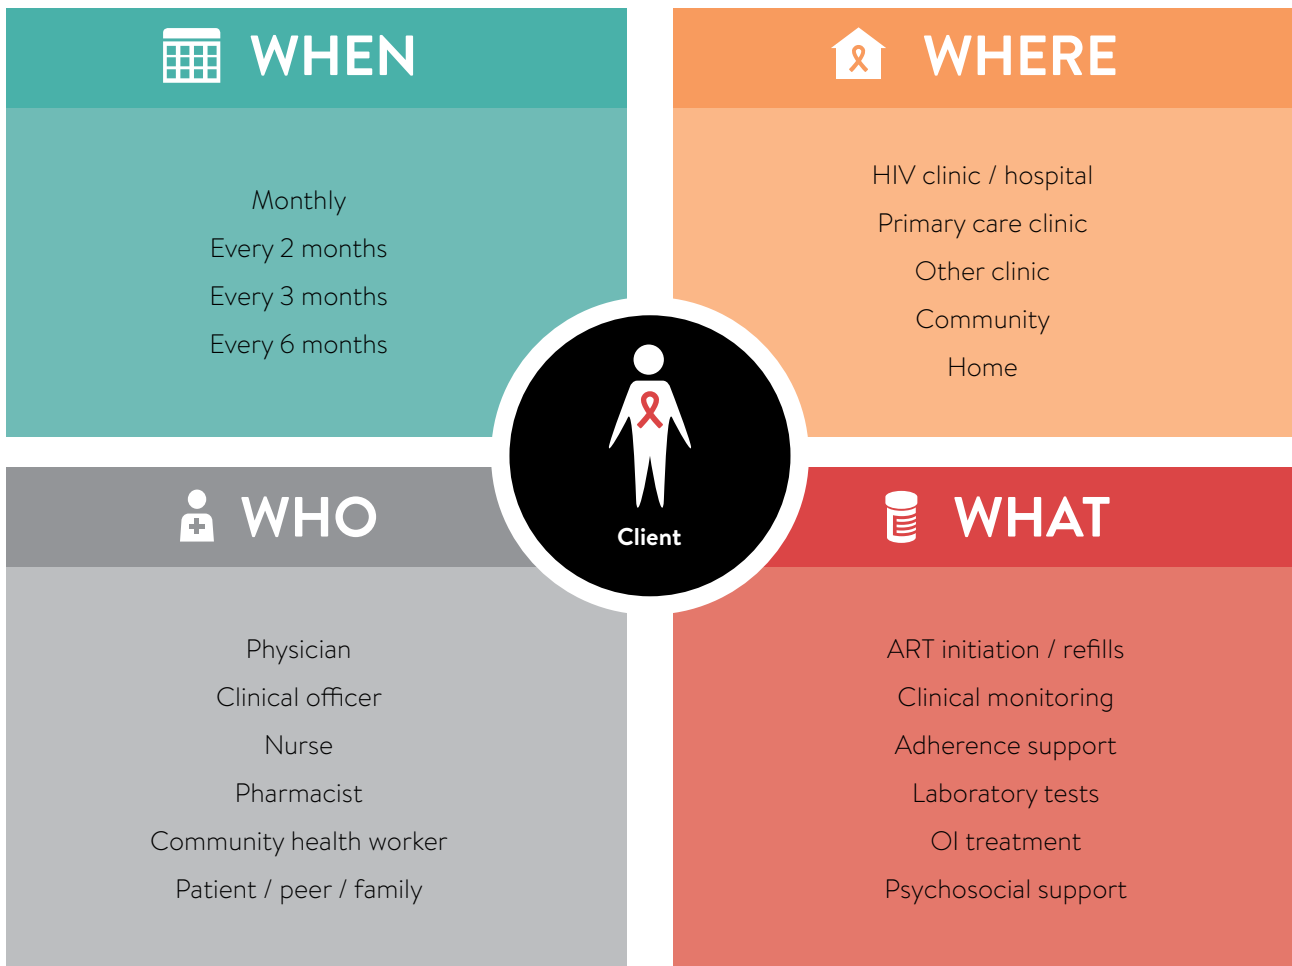 WHEN
Monthly
Every 2 months
Every 3 months
Every 6 months
WHERE
HIV clinic / hospital
Primary care clinic
Other clinic
Community
Home
Client
WHO
Physician
Clinical officer
Nurse
Pharmacist
Community health worker
Patient / peer / family
WHAT
ART initiation / refills
Clinical monitoring
Adherence support
Laboratory tests
OI treatment
Psychosocial support